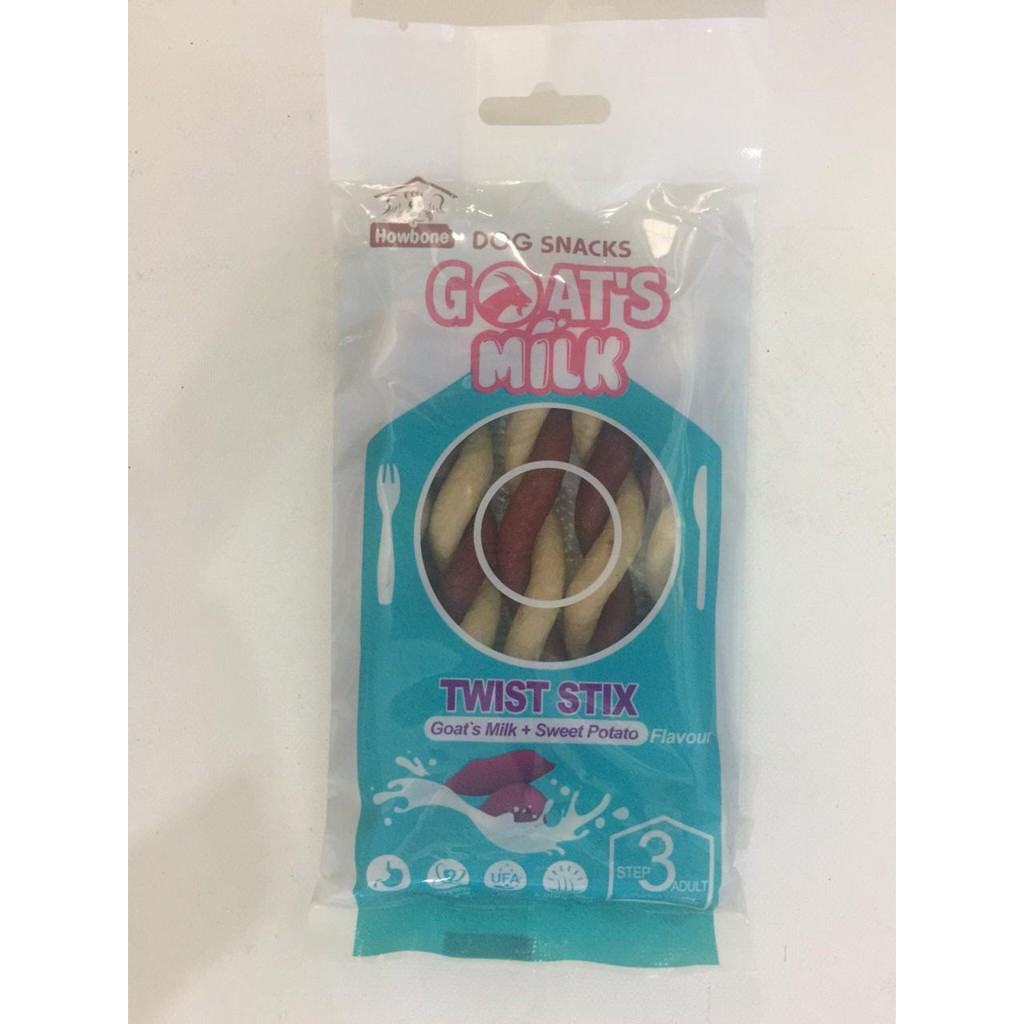 Howbone
DOG SNACKS
GOAT'S
MiLK
TWIST STIX
Goat`s Milk + Sweet Potato Flavour
UFA
STEP 3 ADULT